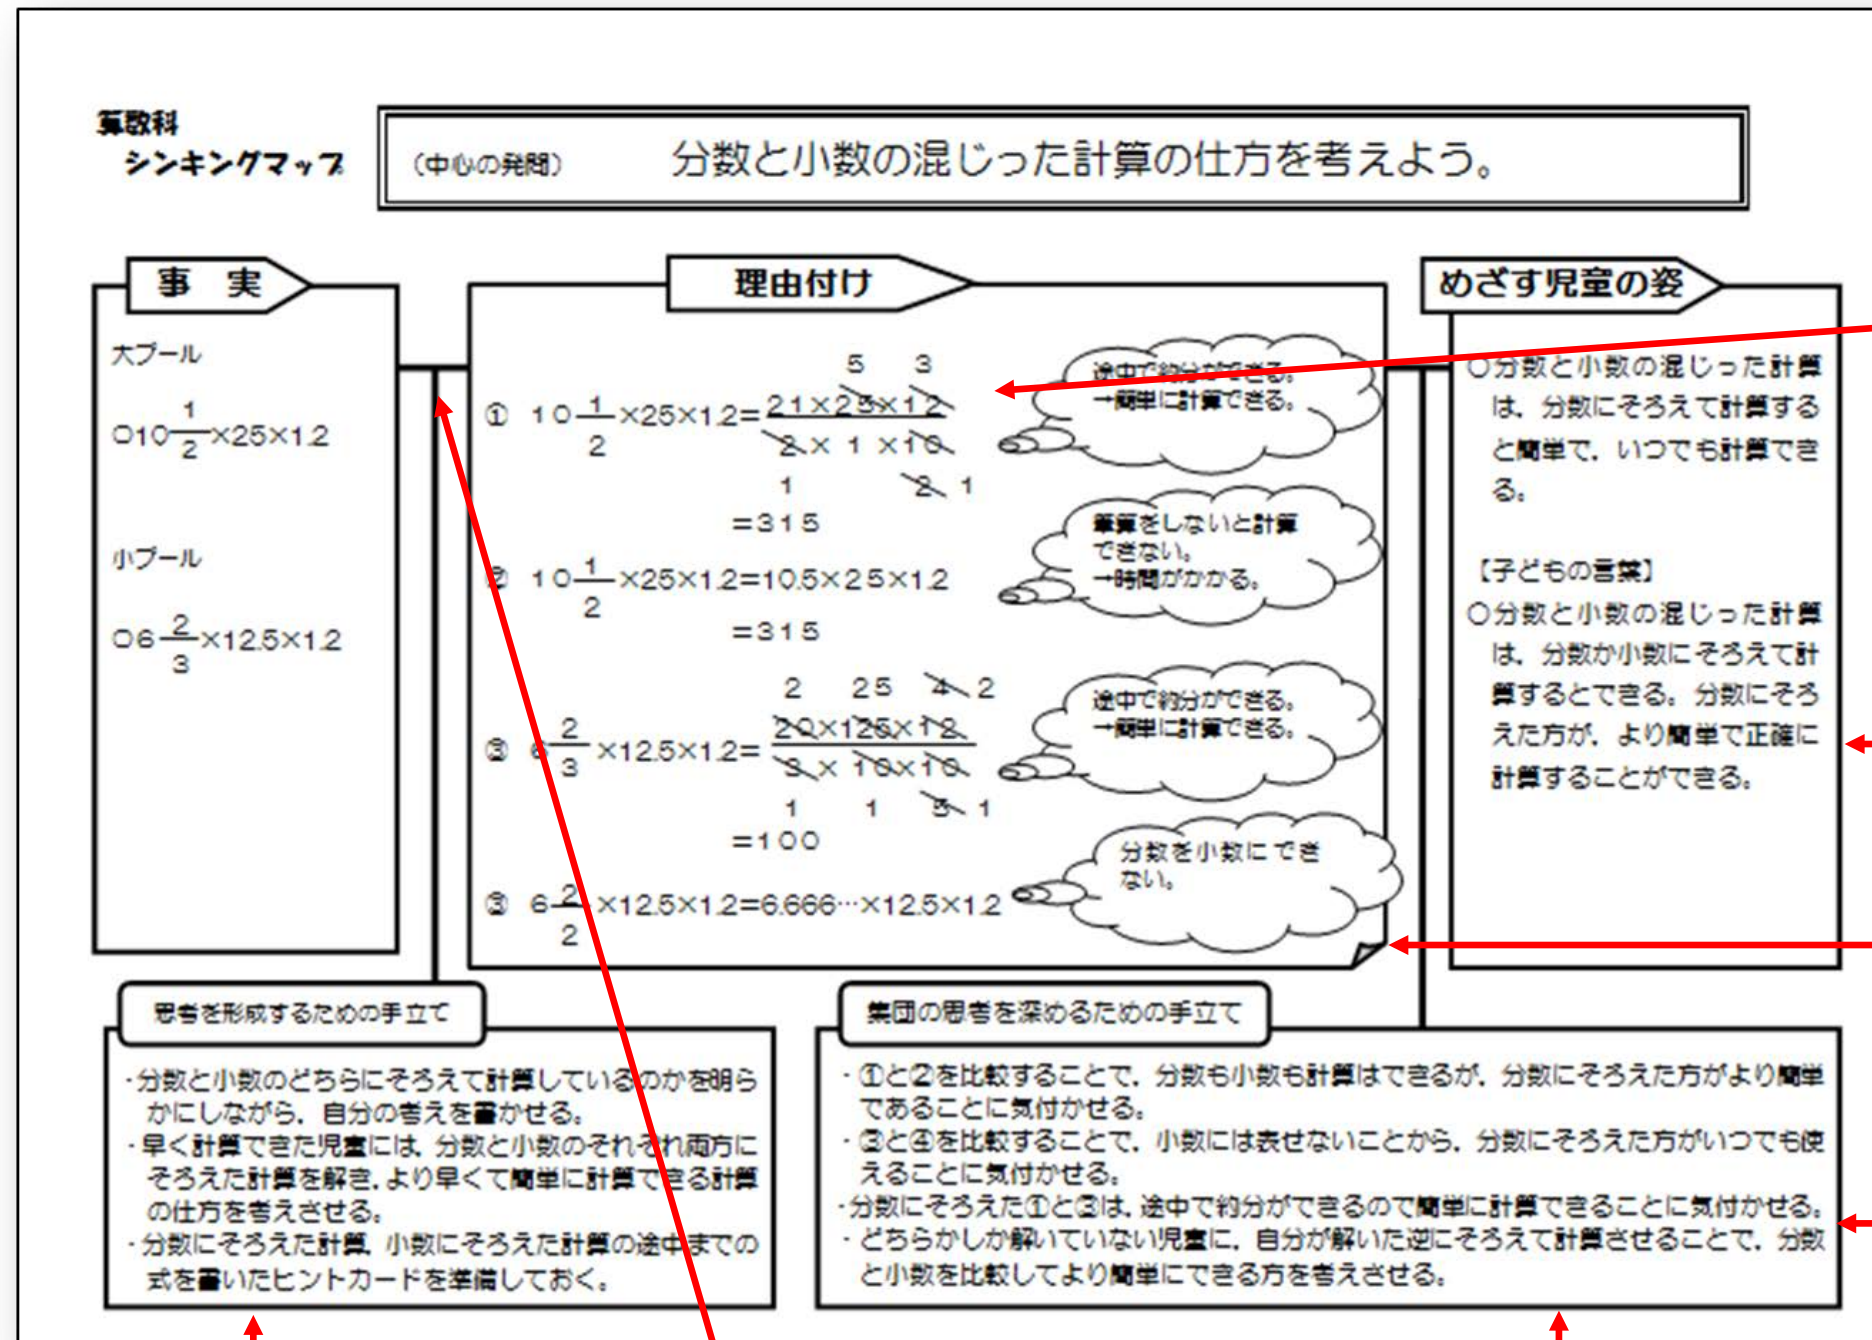 算数科
シンキングマップ
(中心の発問) 分数と小数の混じった計算の仕方を考えよう。
事 実
大プール
○10 1/2 ×25×1.2
小プール
○6 2/3 ×12.5×1.2
理由付け
5 3
① 10 1/2 ×25×1.2= 21×25×12
2× 1 ×10
1 2 1
=315
途中で約分ができる。
→簡単に計算できる。
② 10 1/2 ×25×1.2=10.5×25×1.2
=315
筆算をしないと計算
できない。
→時間がかかる。
2 25 4 2
③ 6 2/3 ×12.5×1.2= 20×125×12
3×10×10
1 1 5 1
=100
途中で約分ができる。
→簡単に計算できる。
③ 6 2/2 ×12.5×1.2=6.666…×12.5×1.2
分数を小数にでき
ない。
めざす児童の姿
○分数と小数の混じった計算
は、分数にそろえて計算する
と簡単で、いつでも計算でき
る。
【子どもの言葉】
○分数と小数の混じった計算
は、分数か小数にそろえて計
算するとできる。分数にそろ
えた方が、より簡単で正確に
計算することができる。
思考を形成するための手立て
・分数と小数のどちらにそろえて計算しているのかを明ら
かにしながら、自分の考えを書かせる。
・早く計算できた児童には、分数と小数のそれぞれ両方に
そろえた計算を解き、より早くて簡単に計算できる計算
の仕方を考えさせる。
・分数にそろえた計算、小数にそろえた計算の途中までの
式を書いたヒントカードを準備しておく。
集団の思考を深めるための手立て
・①と②を比較することで、分数も小数も計算はできるが、分数にそろえた方がより簡単
であることに気付かせる。
・③と④を比較することで、小数には表せないことから、分数にそろえた方がいつでも使
えることに気付かせる。
・分数にそろえた①と③は、途中で約分ができるので簡単に計算できることに気付かせる。
・どちらかしか解いていない児童に、自分が解いた逆にそろえて計算させることで、分数
と小数を比較してより簡単にできる方を考えさせる。